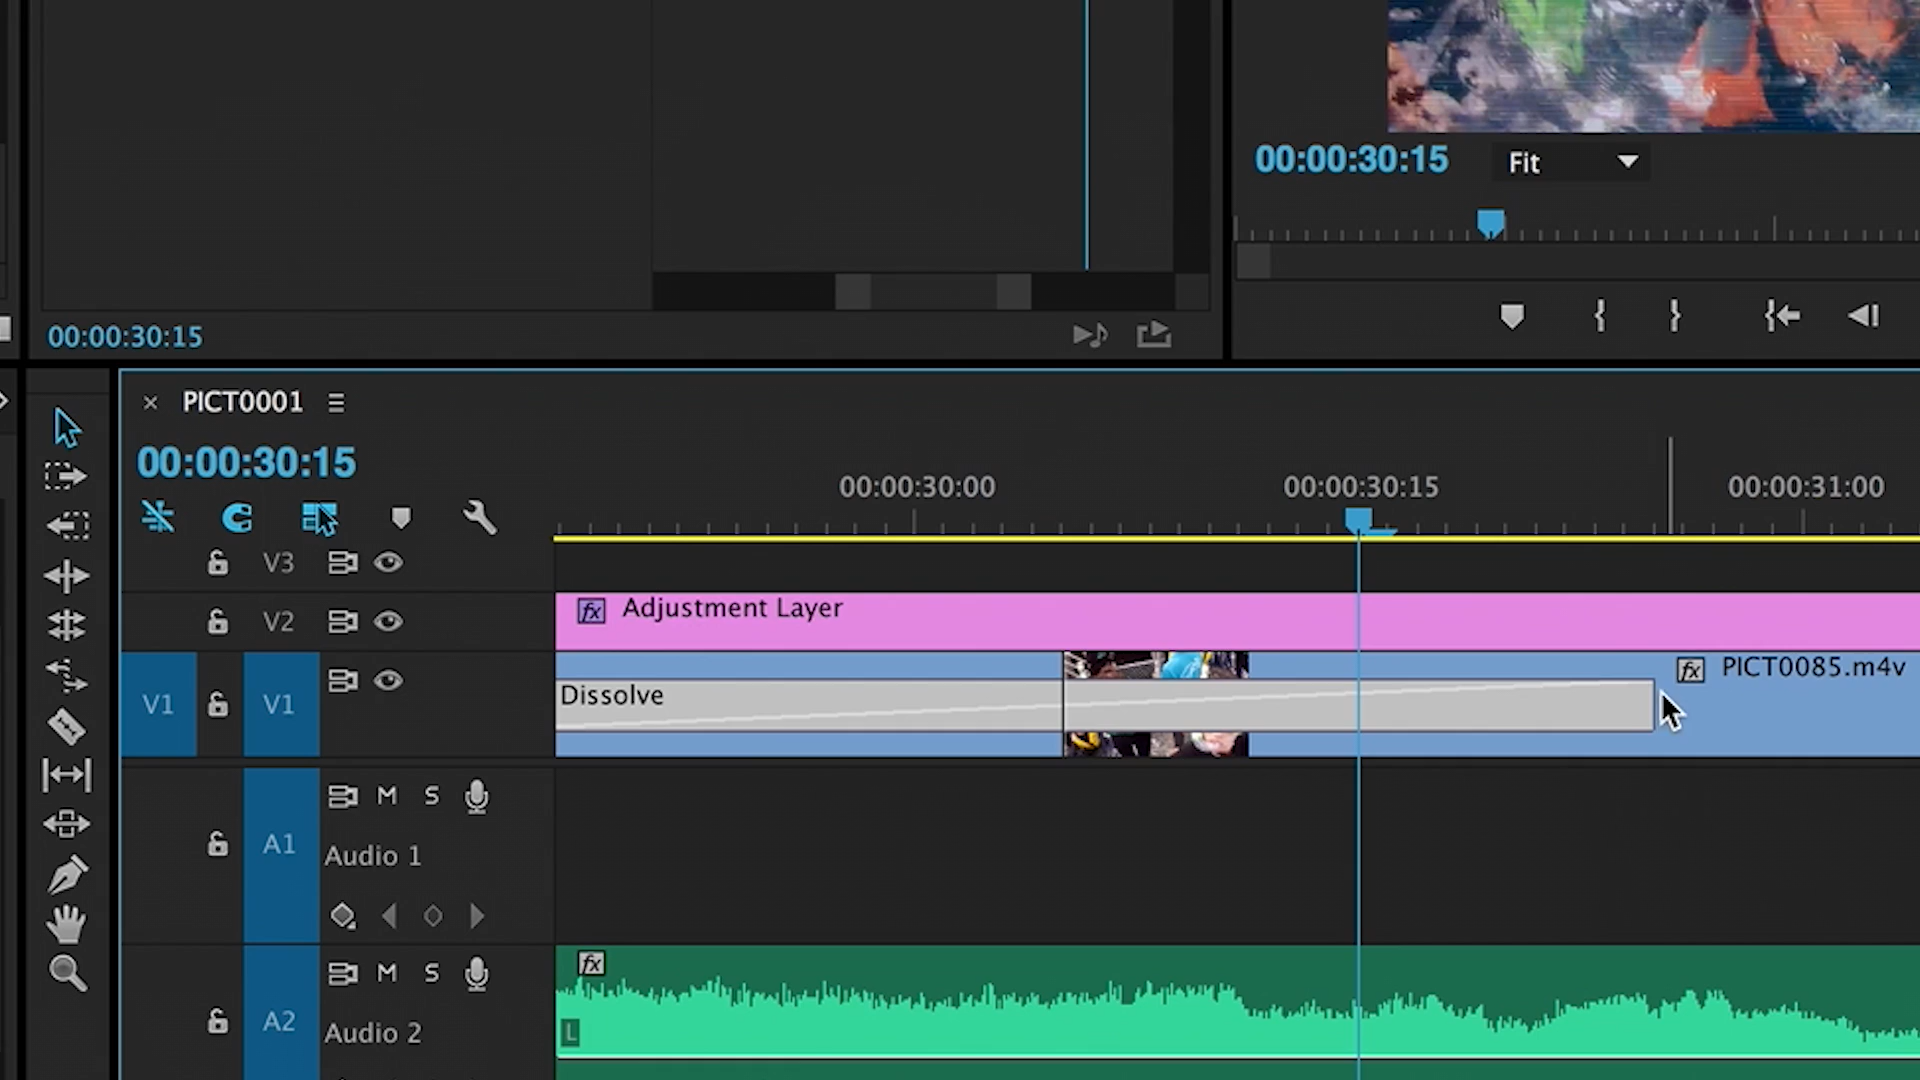 00:00:30:15 Fit
00:00:30:15
PICT0001
00:00:30:15
00:00:30:00 00:00:30:15 00:00:31:00
V3
V2 fx Adjustment Layer
fx PICT0085.m4v
V1 V1 Dissolve
M S
A1
Audio 1
fx
M S
A2
Audio 2
L